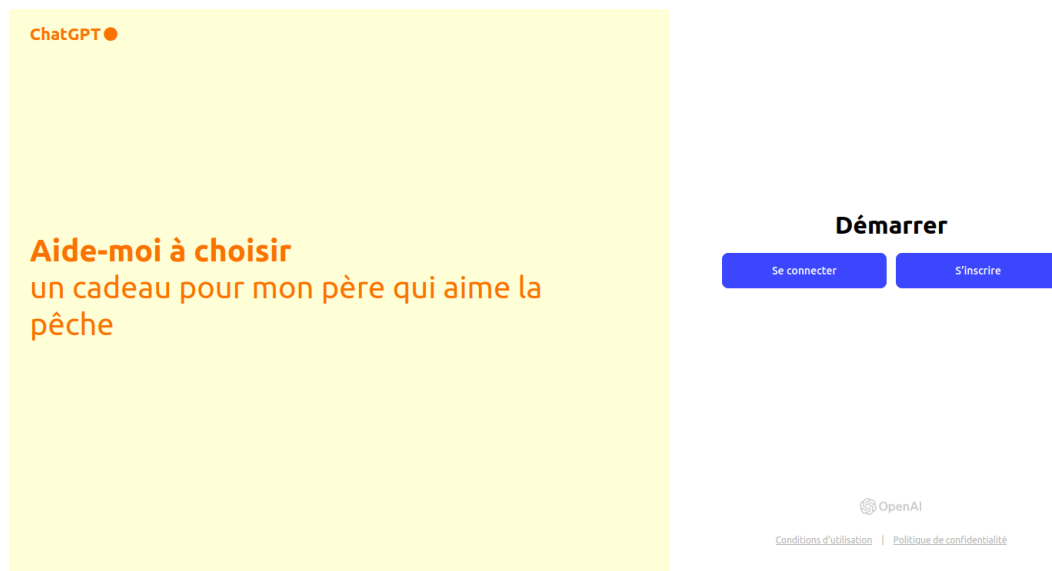 ChatGPT
Aide-moi à choisir
un cadeau pour mon père qui aime la
pêche
Démarrer
Se connecter
S'inscrire
OpenAI
Conditions d'utilisation | Politique de confidentialité